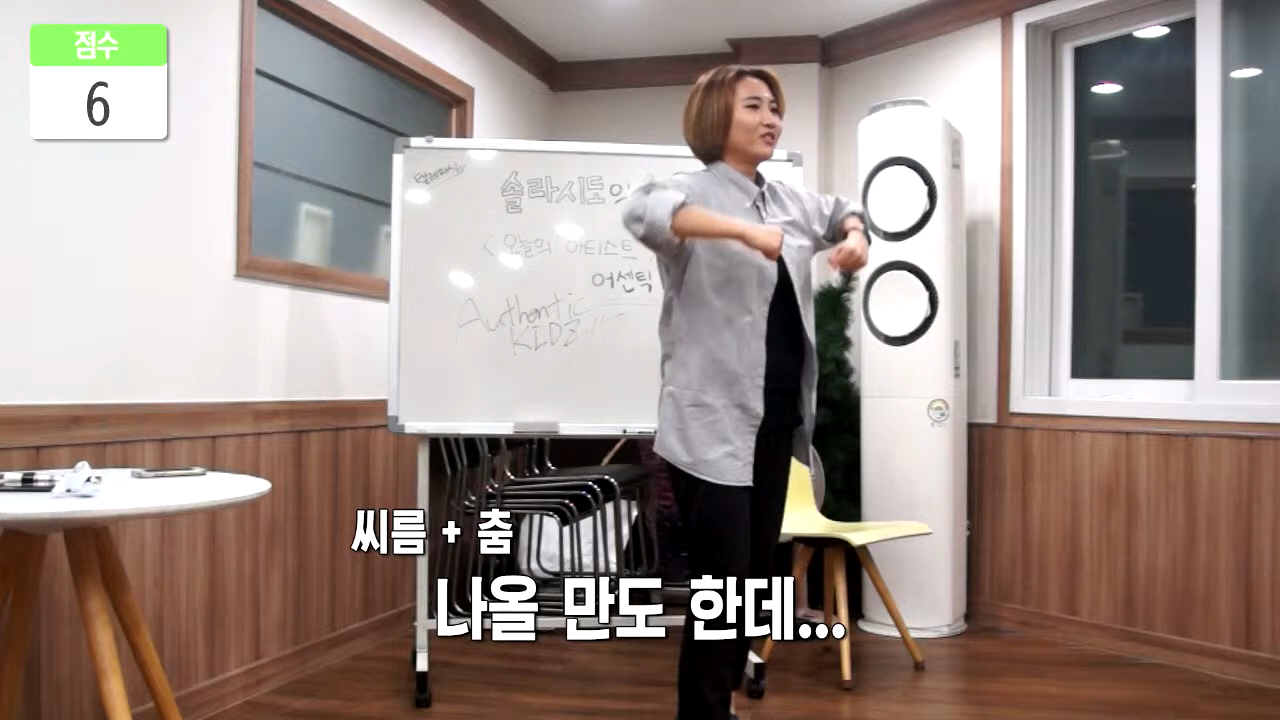 점수
6
솔라시도의
< 오늘의 아티스트
어센틱
Authentic
KIDZ
씨름 + 춤
나올 만도 한데...